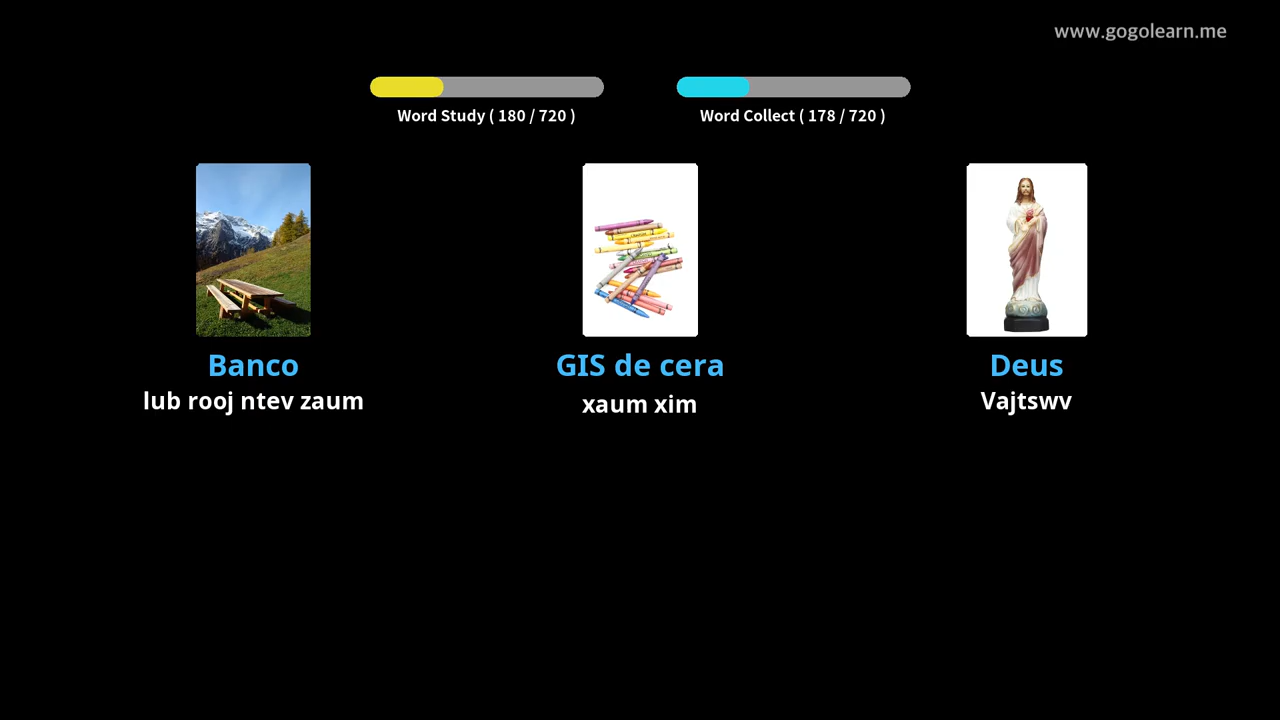 www.gogolearn.me
Word Study ( 180 / 720 )
Word Collect ( 178 / 720 )
Banco
GIS de cera
Deus
lub rooj ntev zaum
xaum xim
Vajtswv